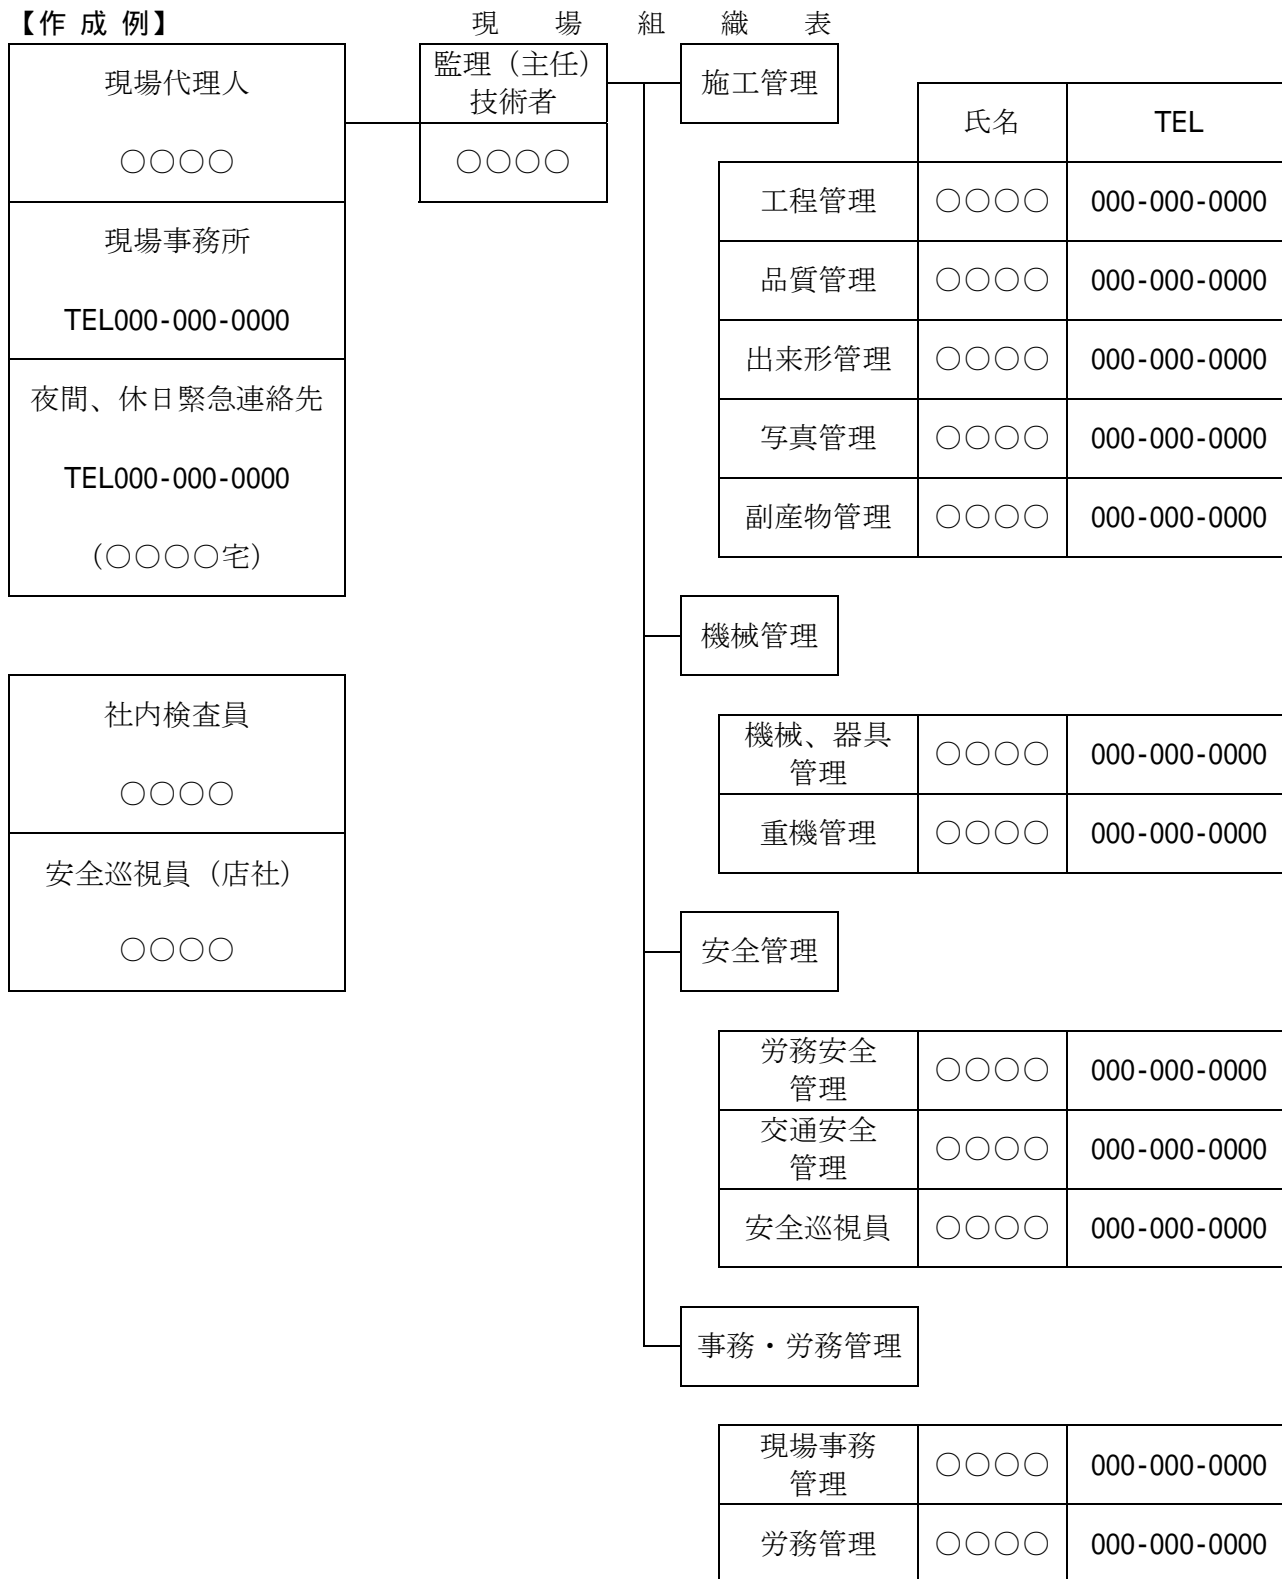 【作 成 例】 現 場 組 織 表
現場代理人
○○○○
現場事務所
TEL000-000-0000
夜間、休日緊急連絡先
TEL000-000-0000
(○○○○宅)
社内検査員
○○○○
安全巡視員（店社）
○○○○
監理（主任）
技術者
○○○○
施工管理
氏名 TEL
工程管理 ○○○○ 000-000-0000
品質管理 ○○○○ 000-000-0000
出来形管理 ○○○○ 000-000-0000
写真管理 ○○○○ 000-000-0000
副産物管理 ○○○○ 000-000-0000
機械管理
機械、器具
管理 ○○○○ 000-000-0000
重機管理 ○○○○ 000-000-0000
安全管理
労務安全
管理 ○○○○ 000-000-0000
交通安全
管理 ○○○○ 000-000-0000
安全巡視員 ○○○○ 000-000-0000
事務・労務管理
現場事務
管理 ○○○○ 000-000-0000
労務管理 ○○○○ 000-000-0000